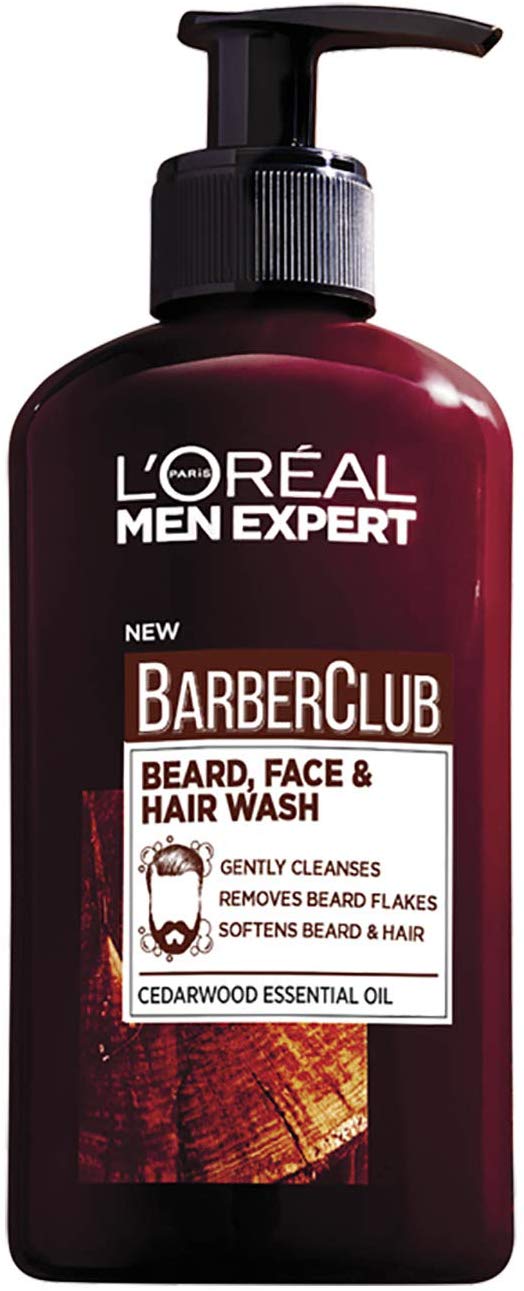 L'ORÉAL
PARiS
MEN EXPERT
NEW
BARBERCLUB
BEARD, FACE &
HAIR WASH
GENTLY CLEANSES
REMOVES BEARD FLAKES
SOFTENS BEARD & HAIR
CEDARWOOD ESSENTIAL OIL